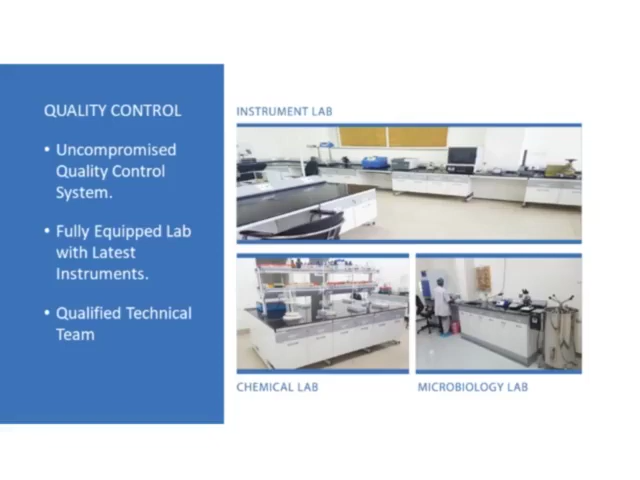 QUALITY CONTROL
• Uncompromised
Quality Control
System.
• Fully Equipped Lab
with Latest
Instruments.
• Qualified Technical
Team
INSTRUMENT LAB
CHEMICAL LAB
MICROBIOLOGY LAB